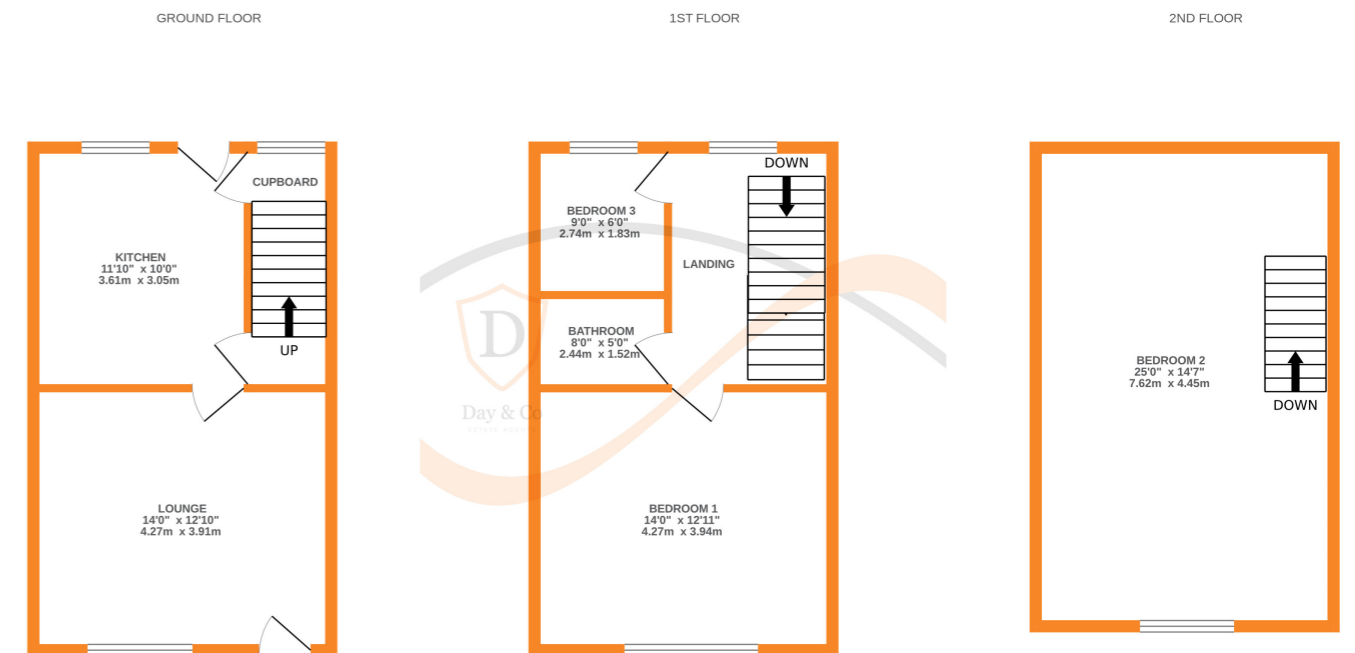 GROUND FLOOR
1ST FLOOR
2ND FLOOR
CUPBOARD
KITCHEN
11'10" x 10'0"
3.61m x 3.05m
UP
LOUNGE
14'0" x 12'10"
4.27m x 3.91m
DOWN
BEDROOM 3
9'0" x 6'0"
2.74m x 1.83m
LANDING
BATHROOM
8'0" x 5'0"
2.44m x 1.52m
D
Day & Co
BEDROOM 1
14'0" x 12'11"
4.27m x 3.94m
BEDROOM 2
25'0" x 14'7"
7.62m x 4.45m
DOWN